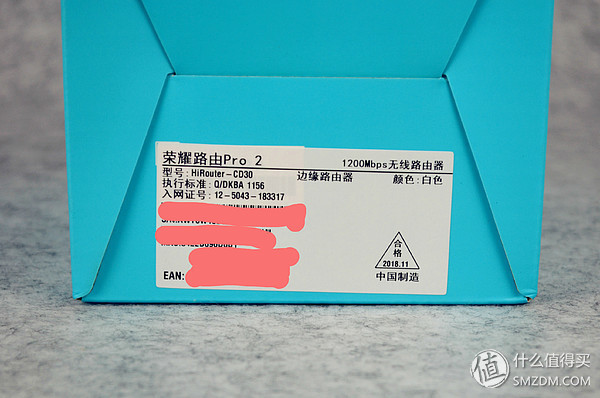 荣耀路由Pro 2
1200Mbps无线路由器
型号: HiRouter-CD30
边缘路由器
颜色:白色
执行标准: Q/DKBA 1156
入网证号: 12-5043-183317
EAN:
合格
2018.11
中国制造
值 什么值得买
SMZDM.COM